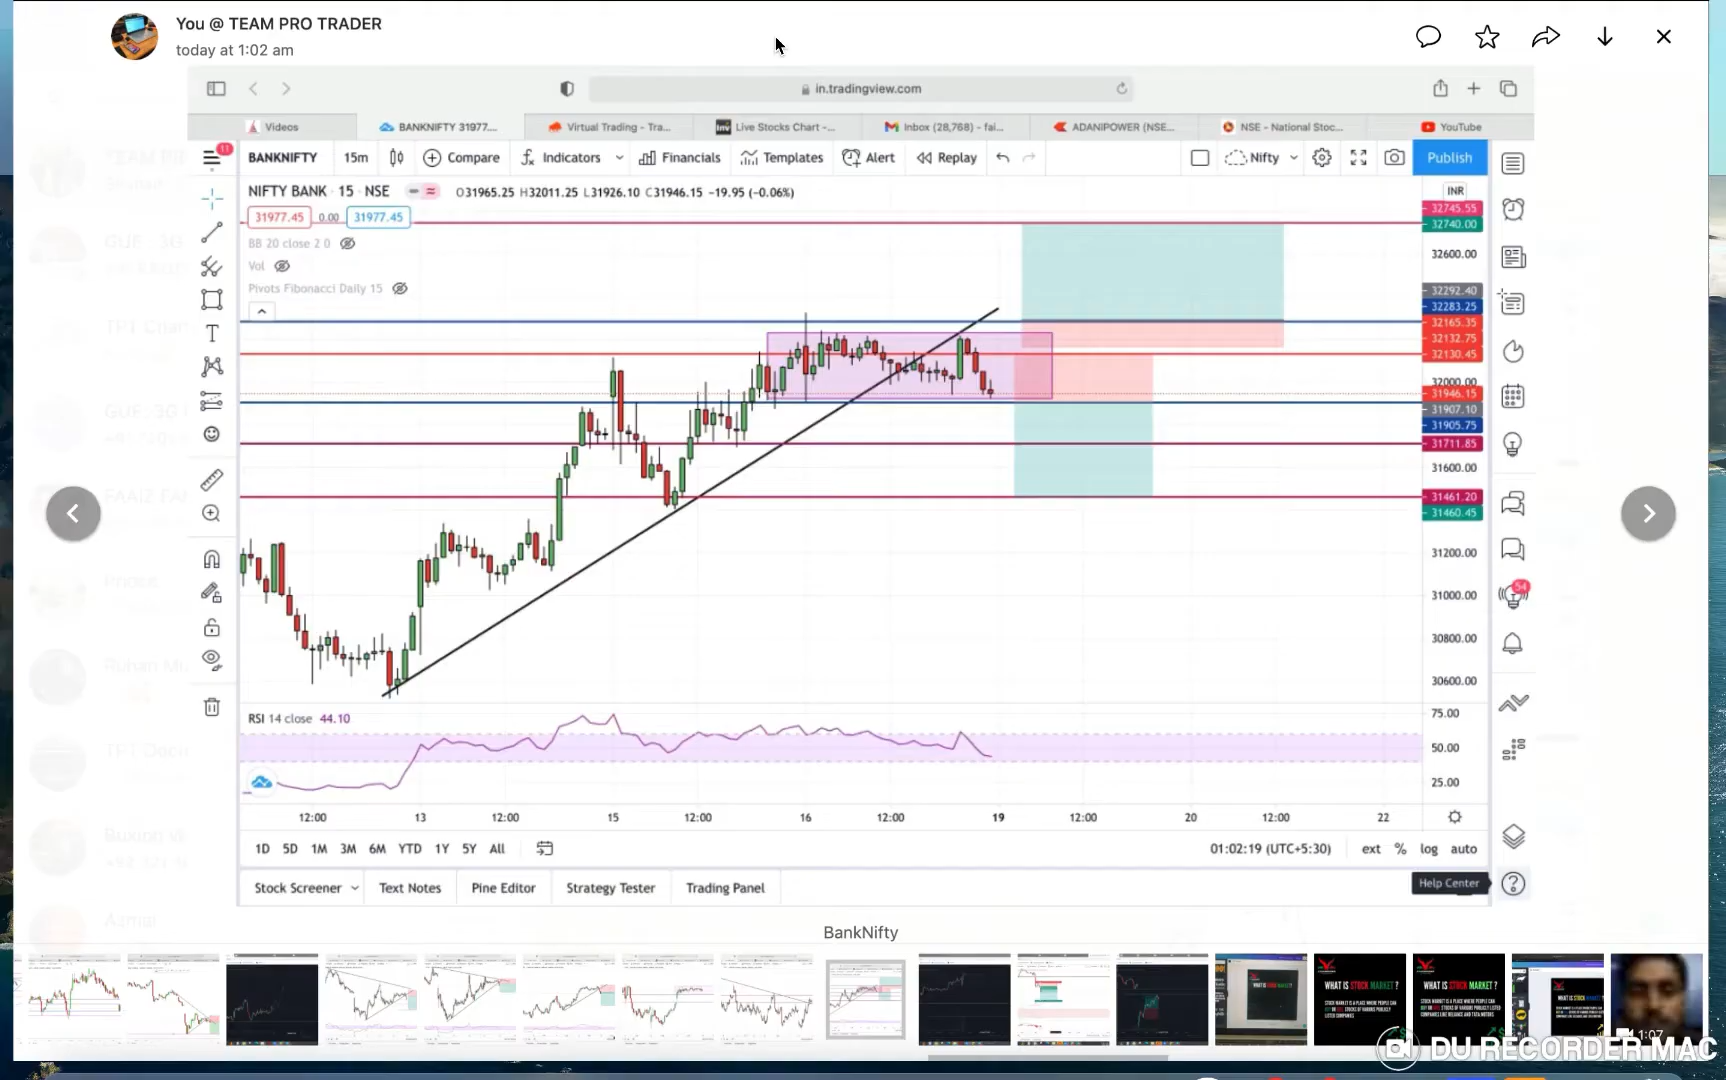 You @ TEAM PRO TRADER
today at 1:02 am
in.tradingview.com
Videos
BANKNIFTY 31977....
Virtual Trading - Tra...
Live Stocks Chart -...
Inbox (28,768) - fai...
ADANIPOWER (NSE...
NSE - National Stoc...
YouTube
11
BANKNIFTY 15m Compare Indicators Financials Templates Alert Replay Nifty Publish
NIFTY BANK · 15 · NSE O31965.25 H32011.25 L31926.10 C31946.15 −19.95 (−0.06%)
INR
31977.45 0.00 31977.45
BB 20 close 2 0
Vol
Pivots Fibonacci Daily 15
32745.55
32740.00
32600.00
32292.40
32283.25
32165.35
32132.75
32130.45
32000.00
31946.15
31907.10
31905.75
31711.85
31600.00
31461.20
31460.45
31200.00
31000.00
30800.00
30600.00
54
RSI 14 close 44.10
75.00
50.00
25.00
12:00 13 12:00 15 12:00 16 12:00 19 12:00 20 12:00 22
1D 5D 1M 3M 6M YTD 1Y 5Y All
01:02:19 (UTC+5:30) ext % log auto
Stock Screener Text Notes Pine Editor Strategy Tester Trading Panel
Help Center
BankNifty
WHAT IS STOCK MARKET ?
WHAT IS STOCK MARKET ?
1:07
DU RECORDER MAC